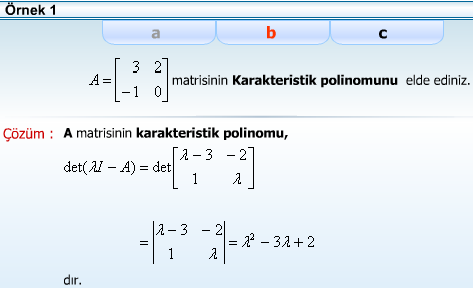 Örnek 1
a b c
A = [ 3 2 -1 0 ] matrisinin Karakteristik polinomunu elde ediniz.
Çözüm : A matrisinin karakteristik polinomu,
det(λI − A) = det [ λ − 3 − 2 1 λ ]
= | λ − 3 − 2 1 λ | = λ² − 3λ + 2
dır.